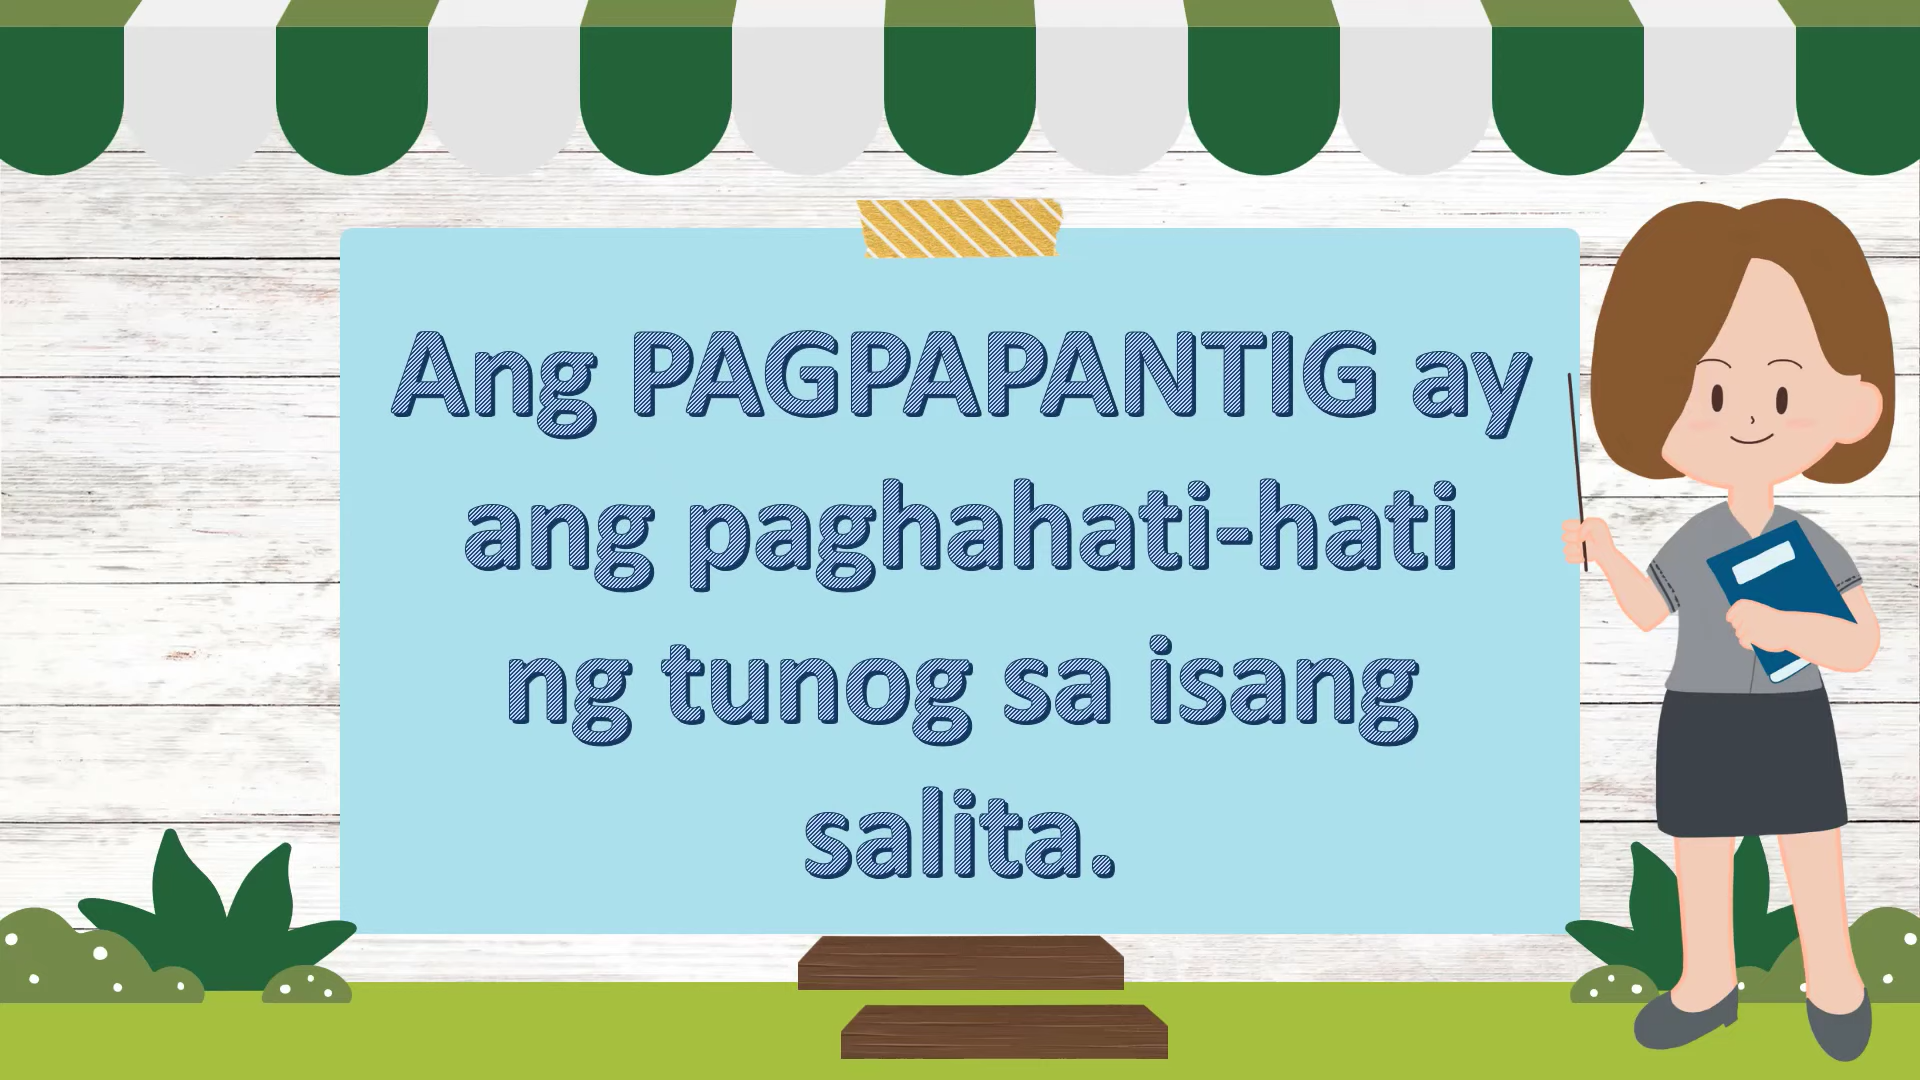 Ang PAGPAPANTIG ay
ang paghahati-hati
ng tunog sa isang
salita.